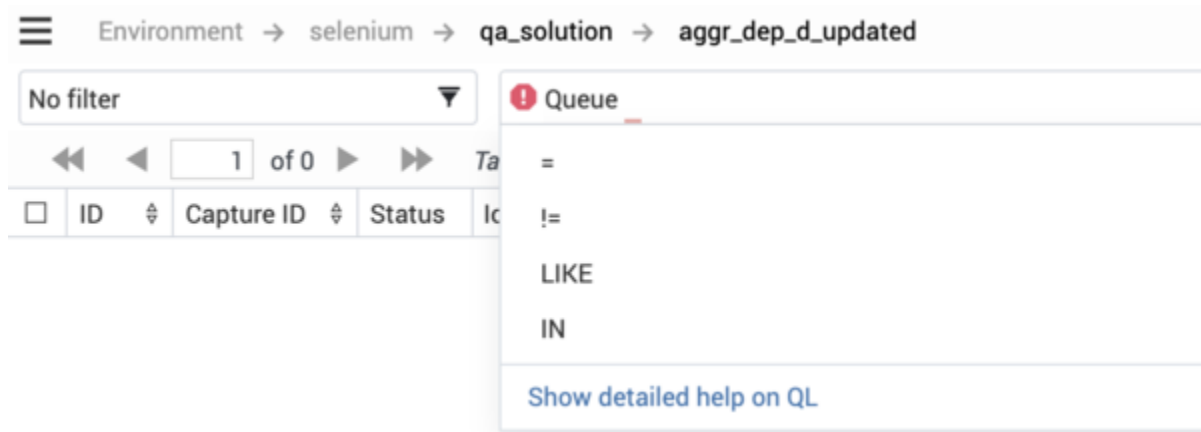 Environment → selenium → qa_solution → aggr_dep_d_updated
No filter
Queue
1 of 0
=
ID Capture ID Status
!=
LIKE
IN
Show detailed help on QL